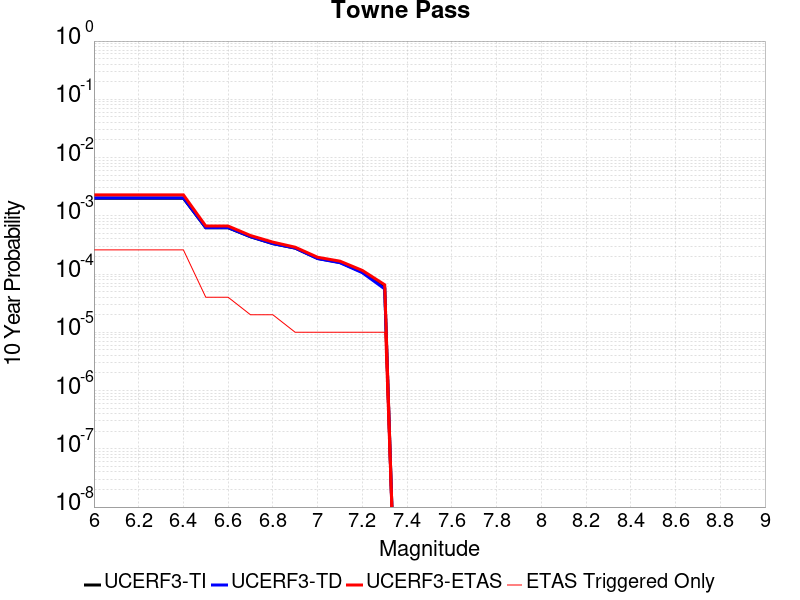 Towne Pass
10 Year Probability
10^0
10^-1
10^-2
10^-3
10^-4
10^-5
10^-6
10^-7
10^-8
6 6.2 6.4 6.6 6.8 7 7.2 7.4 7.6 7.8 8 8.2 8.4 8.6 8.8 9
Magnitude
UCERF3-TI UCERF3-TD UCERF3-ETAS ETAS Triggered Only